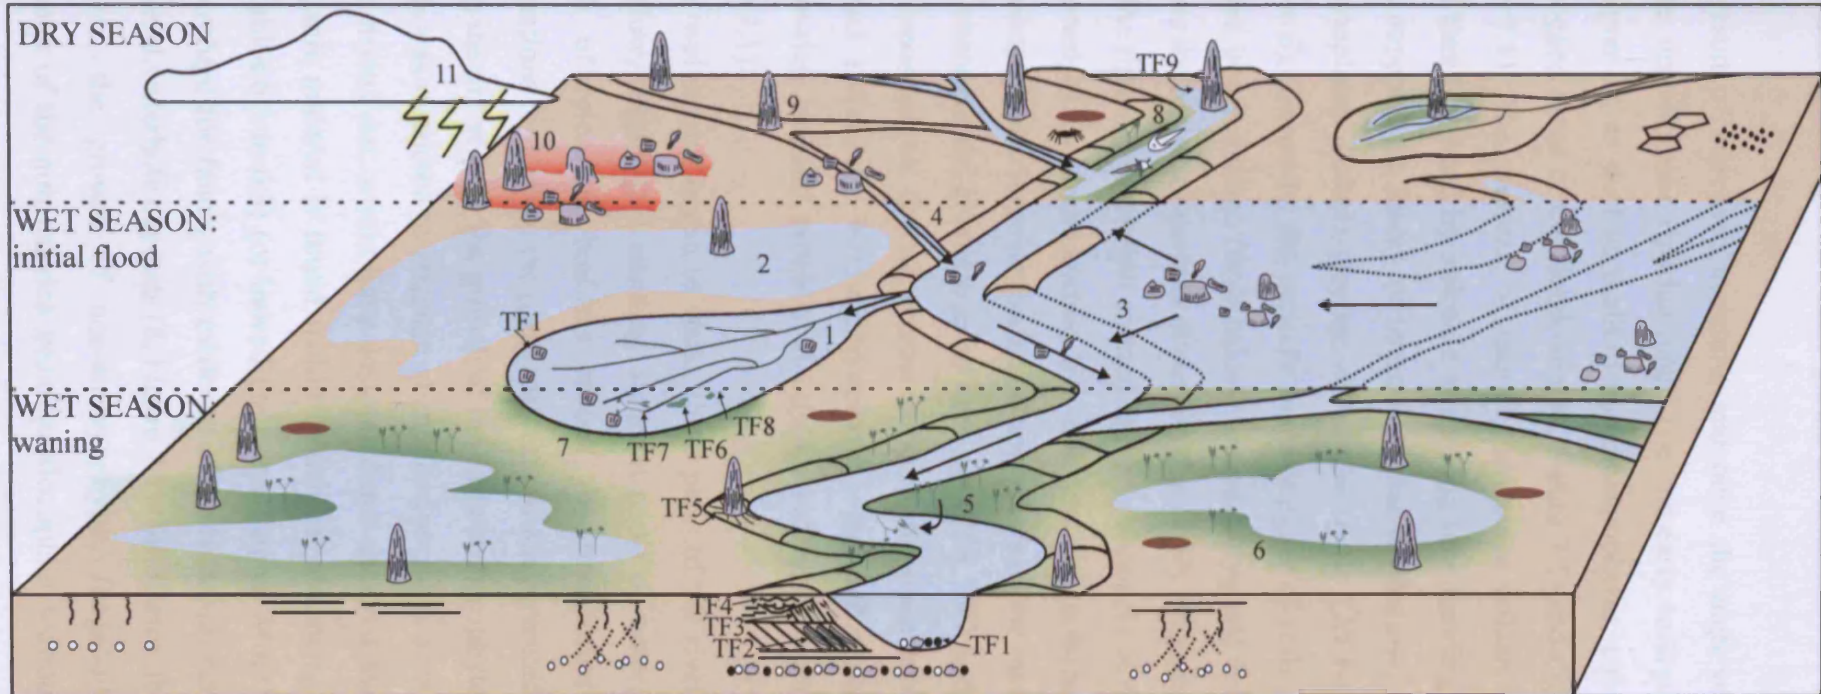 DRY SEASON
11
TF9
9
8
10
WET SEASON:
initial flood
4
2
3
TF1
1
WET SEASON:
waning
TF8
TF7
TF6
7
TF5
5
6
TF4
TF3
TF2
TF1